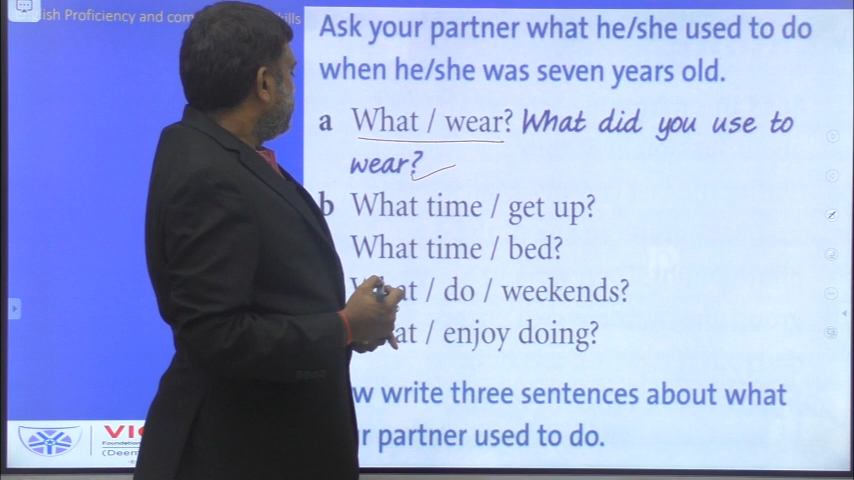 Proficiency and
Ask your partner what he/she used to do
when he/she was seven years old.
a What / wear? What did you use to
wear?
b What time / get up?
What time / bed?
/ do / weekends?
/ enjoy doing?
write three sentences about what
partner used to do.